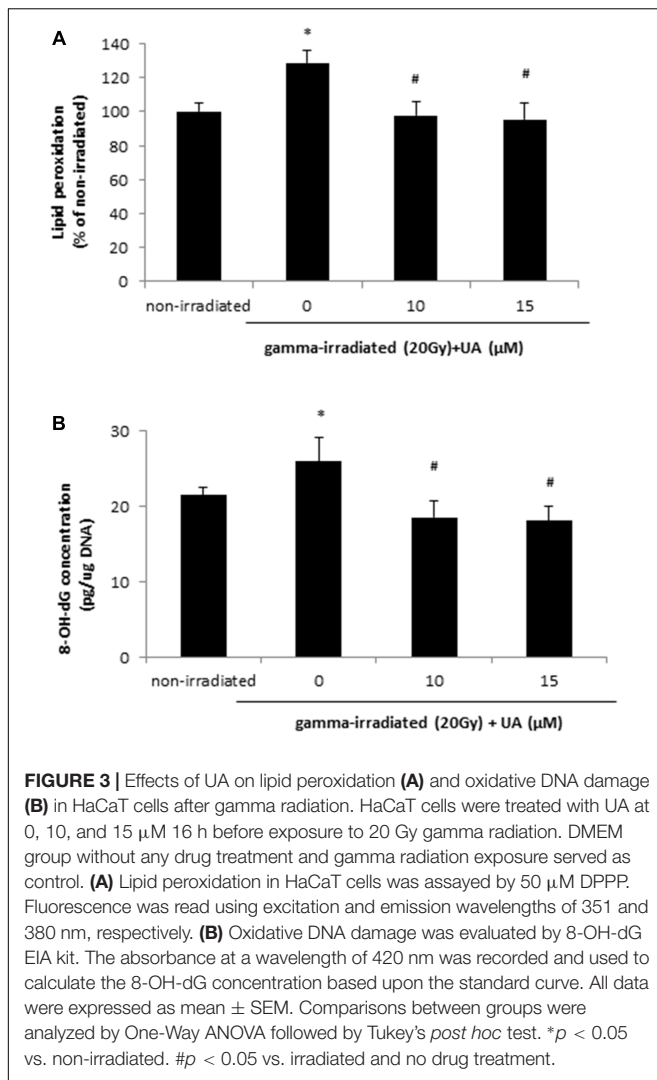 A
Lipid peroxidation
(% of non-irradiated)
140
120
100
80
60
40
20
0
*
#
#
non-irradiated 0 10 15
gamma-irradiated (20Gy)+UA (µM)
B
8-OH-dG concentration
(pg/ug DNA)
30
20
10
0
*
#
#
non-irradiated 0 10 15
gamma-irradiated (20Gy) + UA (µM)
FIGURE 3 | Effects of UA on lipid peroxidation (A) and oxidative DNA damage
(B) in HaCaT cells after gamma radiation. HaCaT cells were treated with UA at
0, 10, and 15 µM 16 h before exposure to 20 Gy gamma radiation. DMEM
group without any drug treatment and gamma radiation exposure served as
control. (A) Lipid peroxidation in HaCaT cells was assayed by 50 µM DPPP.
Fluorescence was read using excitation and emission wavelengths of 351 and
380 nm, respectively. (B) Oxidative DNA damage was evaluated by 8-OH-dG
EIA kit. The absorbance at a wavelength of 420 nm was recorded and used to
calculate the 8-OH-dG concentration based upon the standard curve. All data
were expressed as mean ± SEM. Comparisons between groups were
analyzed by One-Way ANOVA followed by Tukey's post hoc test. *p < 0.05
vs. non-irradiated. #p < 0.05 vs. irradiated and no drug treatment.